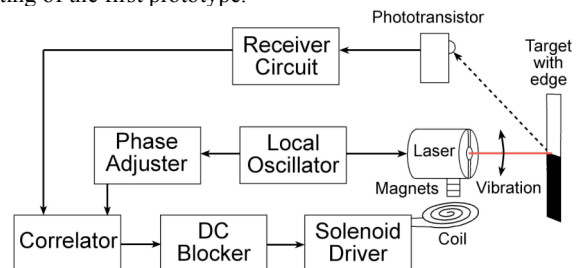 ting of the first prototype.
Phototransistor
Receiver
Circuit
Target
with
edge
Phase
Adjuster
Local
Oscillator
Laser
Magnets
Vibration
Correlator
DC
Blocker
Solenoid
Driver
Coil